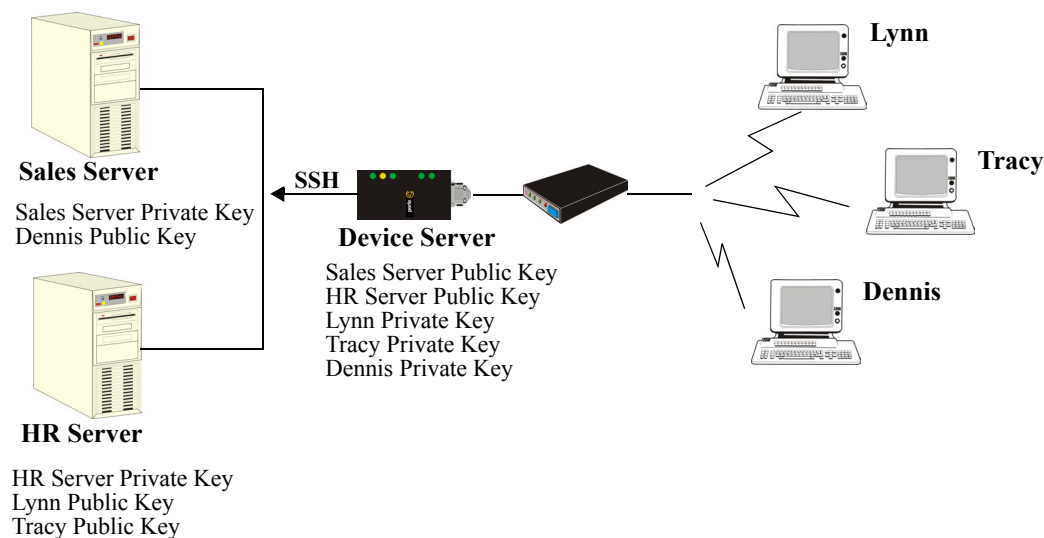 Sales Server
Sales Server Private Key
Dennis Public Key
HR Server
HR Server Private Key
Lynn Public Key
Tracy Public Key
SSH
perle
Device Server
Sales Server Public Key
HR Server Public Key
Lynn Private Key
Tracy Private Key
Dennis Private Key
Lynn
Tracy
Dennis